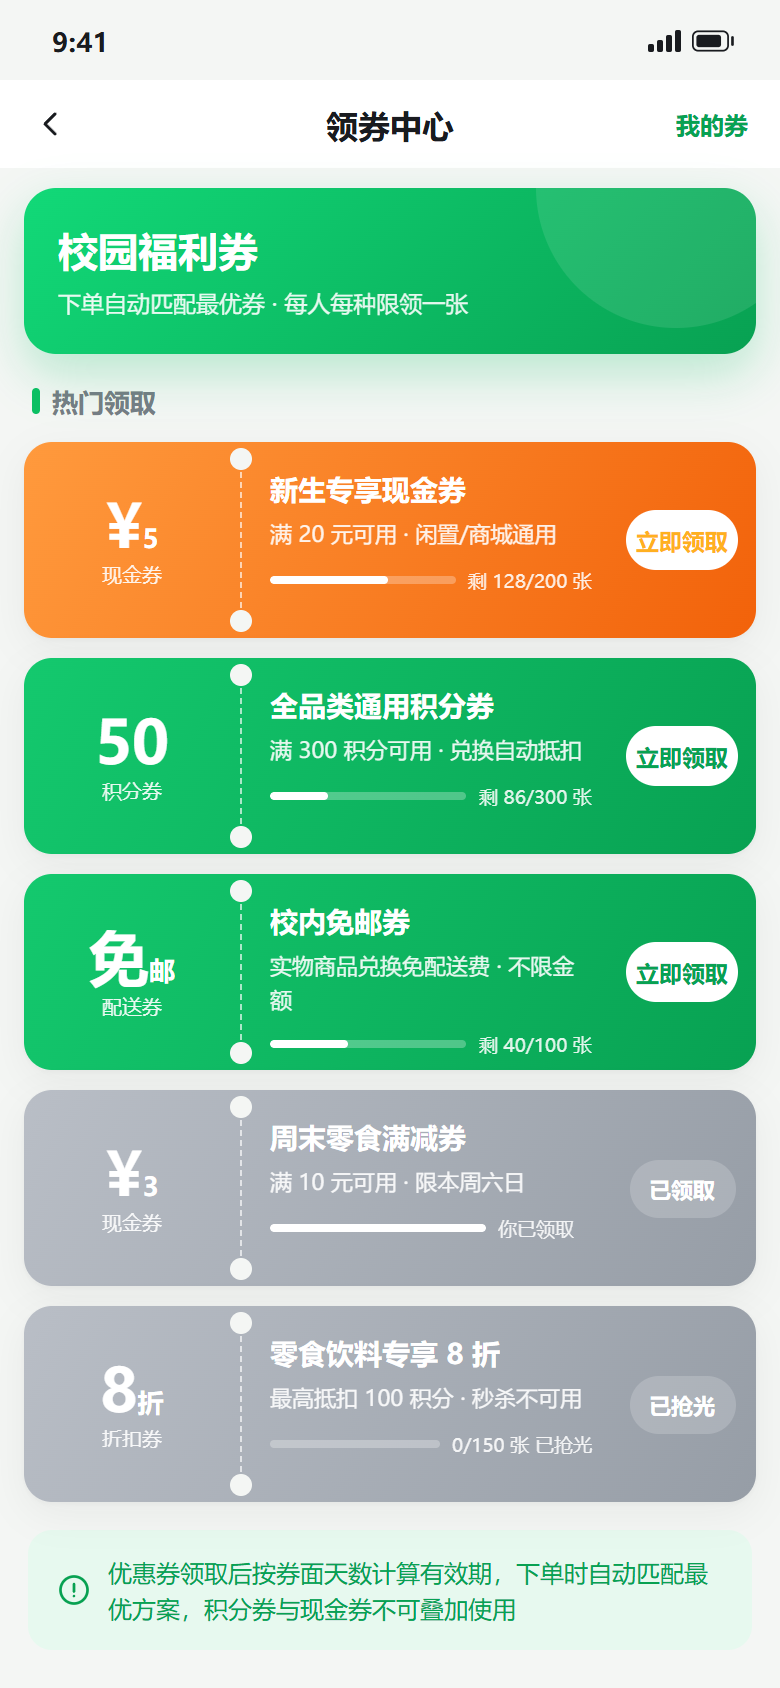 9:41
领券中心
我的券
校园福利券
下单自动匹配最优券 · 每人每种限领一张
热门领取
¥5
现金券
新生专享现金券
满 20 元可用 · 闲置/商城通用
剩 128/200 张
立即领取
50
积分券
全品类通用积分券
满 300 积分可用 · 兑换自动抵扣
剩 86/300 张
立即领取
免邮
配送券
校内免邮券
实物商品兑换免配送费 · 不限金
额
剩 40/100 张
立即领取
¥3
现金券
周末零食满减券
满 10 元可用 · 限本周六日
你已领取
已领取
8折
折扣券
零食饮料专享 8 折
最高抵扣 100 积分 · 秒杀不可用
0/150 张 已抢光
已抢光
优惠券领取后按券面天数计算有效期，下单时自动匹配最
优方案，积分券与现金券不可叠加使用